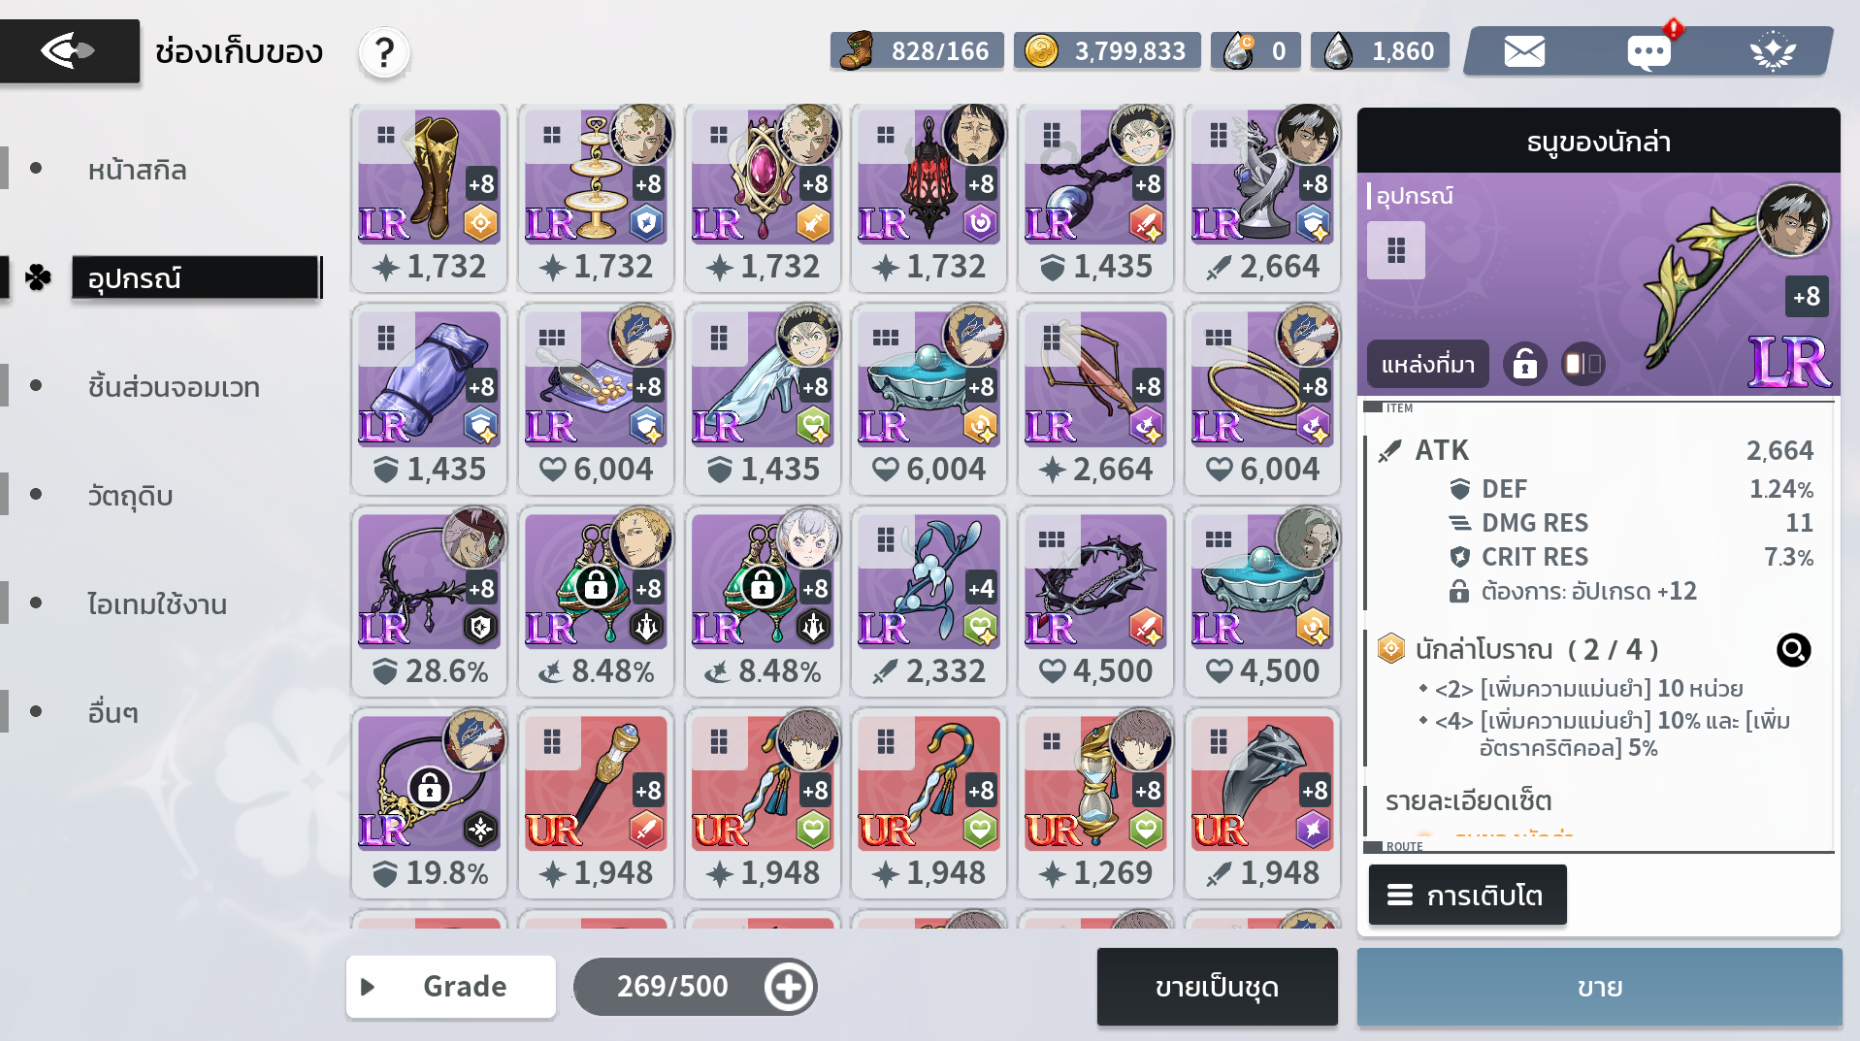 ช่องเก็บของ
?
828/166
3,799,833
0
1,860
หน้าสกิล
อุปกรณ์
ชิ้นส่วนจอมเวท
วัตถุดิบ
ไอเทมใช้งาน
อื่นๆ
+8 +8 +8 +8 +8 +8
LR LR LR LR LR LR
1,732 1,732 1,732 1,732 1,435 2,664
+8 +8 +8 +8 +8 +8
LR LR LR LR LR LR
1,435 6,004 1,435 6,004 2,664 6,004
+8 +8 +8 +4
LR LR LR LR LR LR
28.6% 8.48% 8.48% 2,332 4,500 4,500
+8 +8 +8 +8 +8
LR UR UR UR UR UR
19.8% 1,948 1,948 1,948 1,269 1,948
Grade
269/500
ขายเป็นชุด
ธนูของนักล่า
อุปกรณ์
+8
LR
แหล่งที่มา
ITEM
ATK 2,664
DEF 1.24%
DMG RES 11
CRIT RES 7.3%
ต้องการ: อัปเกรด +12
นักล่าโบราณ ( 2 / 4 )
<2> [เพิ่มความแม่นยำ] 10 หน่วย
<4> [เพิ่มความแม่นยำ] 10% และ [เพิ่ม
อัตราคริติคอล] 5%
รายละเอียดเซ็ต
ROUTE
การเติบโต
ขาย